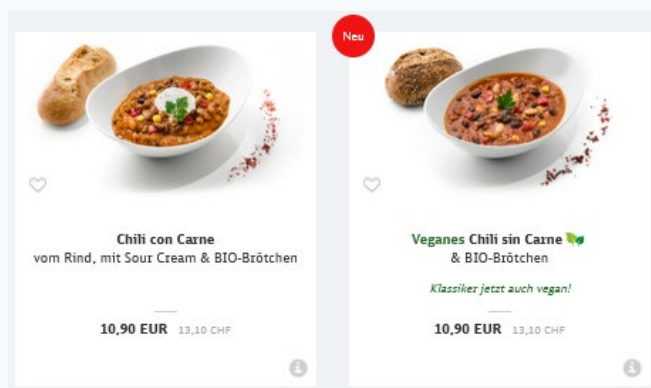 Neu
Chili con Carne
vom Rind, mit Sour Cream & BIO-Brötchen
10,90 EUR 13,10 CHF
Veganes Chili sin Carne
& BIO-Brötchen
Klassiker jetzt auch vegan!
10,90 EUR 13,10 CHF